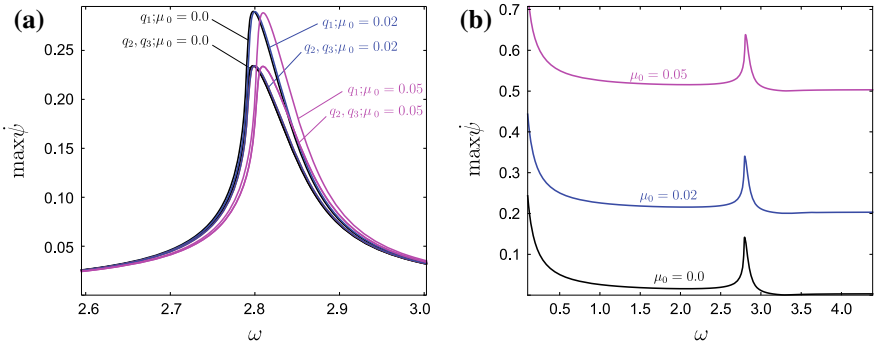 (a)
max ψ̇
0.25
0.20
0.15
0.10
0.05
q₁;μ₀ = 0.0
q₂, q₃;μ₀ = 0.0
q₁;μ₀ = 0.02
q₂, q₃;μ₀ = 0.02
q₁;μ₀ = 0.05
q₂, q₃;μ₀ = 0.05
2.6 2.7 2.8 2.9 3.0
ω
(b)
max ψ̇
0.7
0.6
0.5
0.4
0.3
0.2
0.1
μ₀ = 0.05
μ₀ = 0.02
μ₀ = 0.0
0.5 1.0 1.5 2.0 2.5 3.0 3.5 4.0
ω